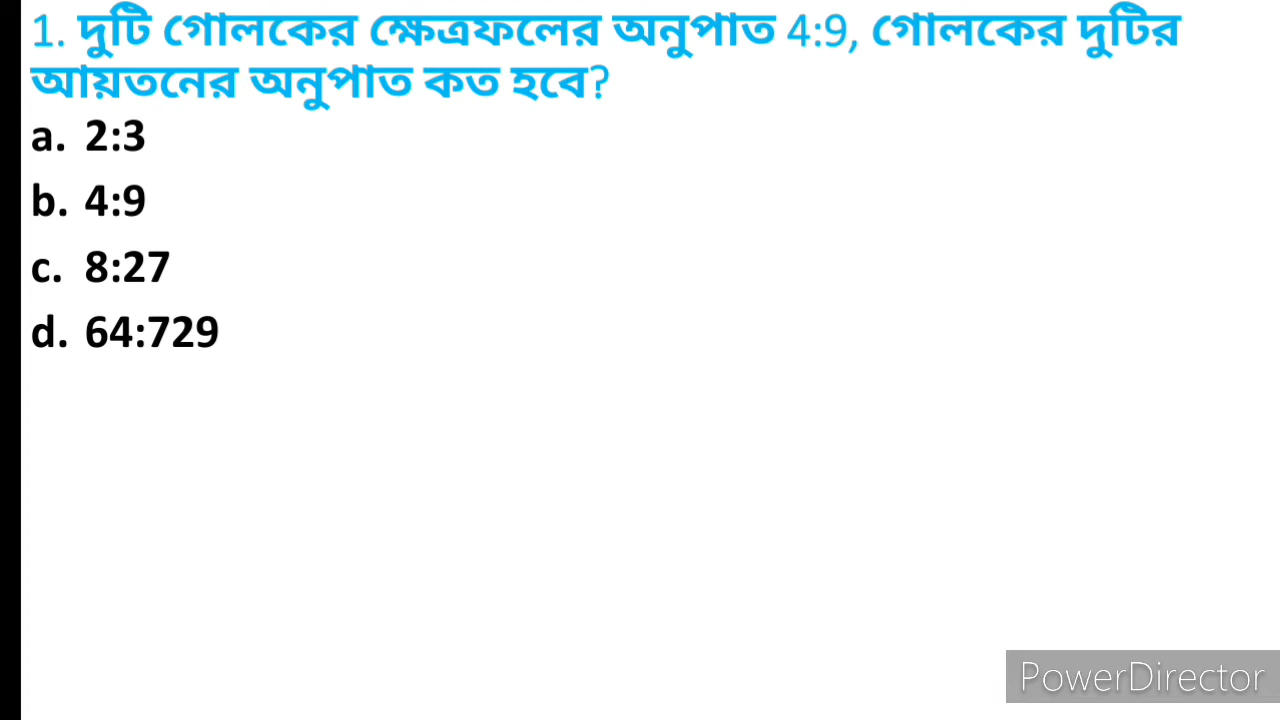 1. দুটি গোলকের ক্ষেত্রফলের অনুপাত 4:9, গোলকের দুটির
আয়তনের অনুপাত কত হবে?
a. 2:3
b. 4:9
c. 8:27
d. 64:729
PowerDirector